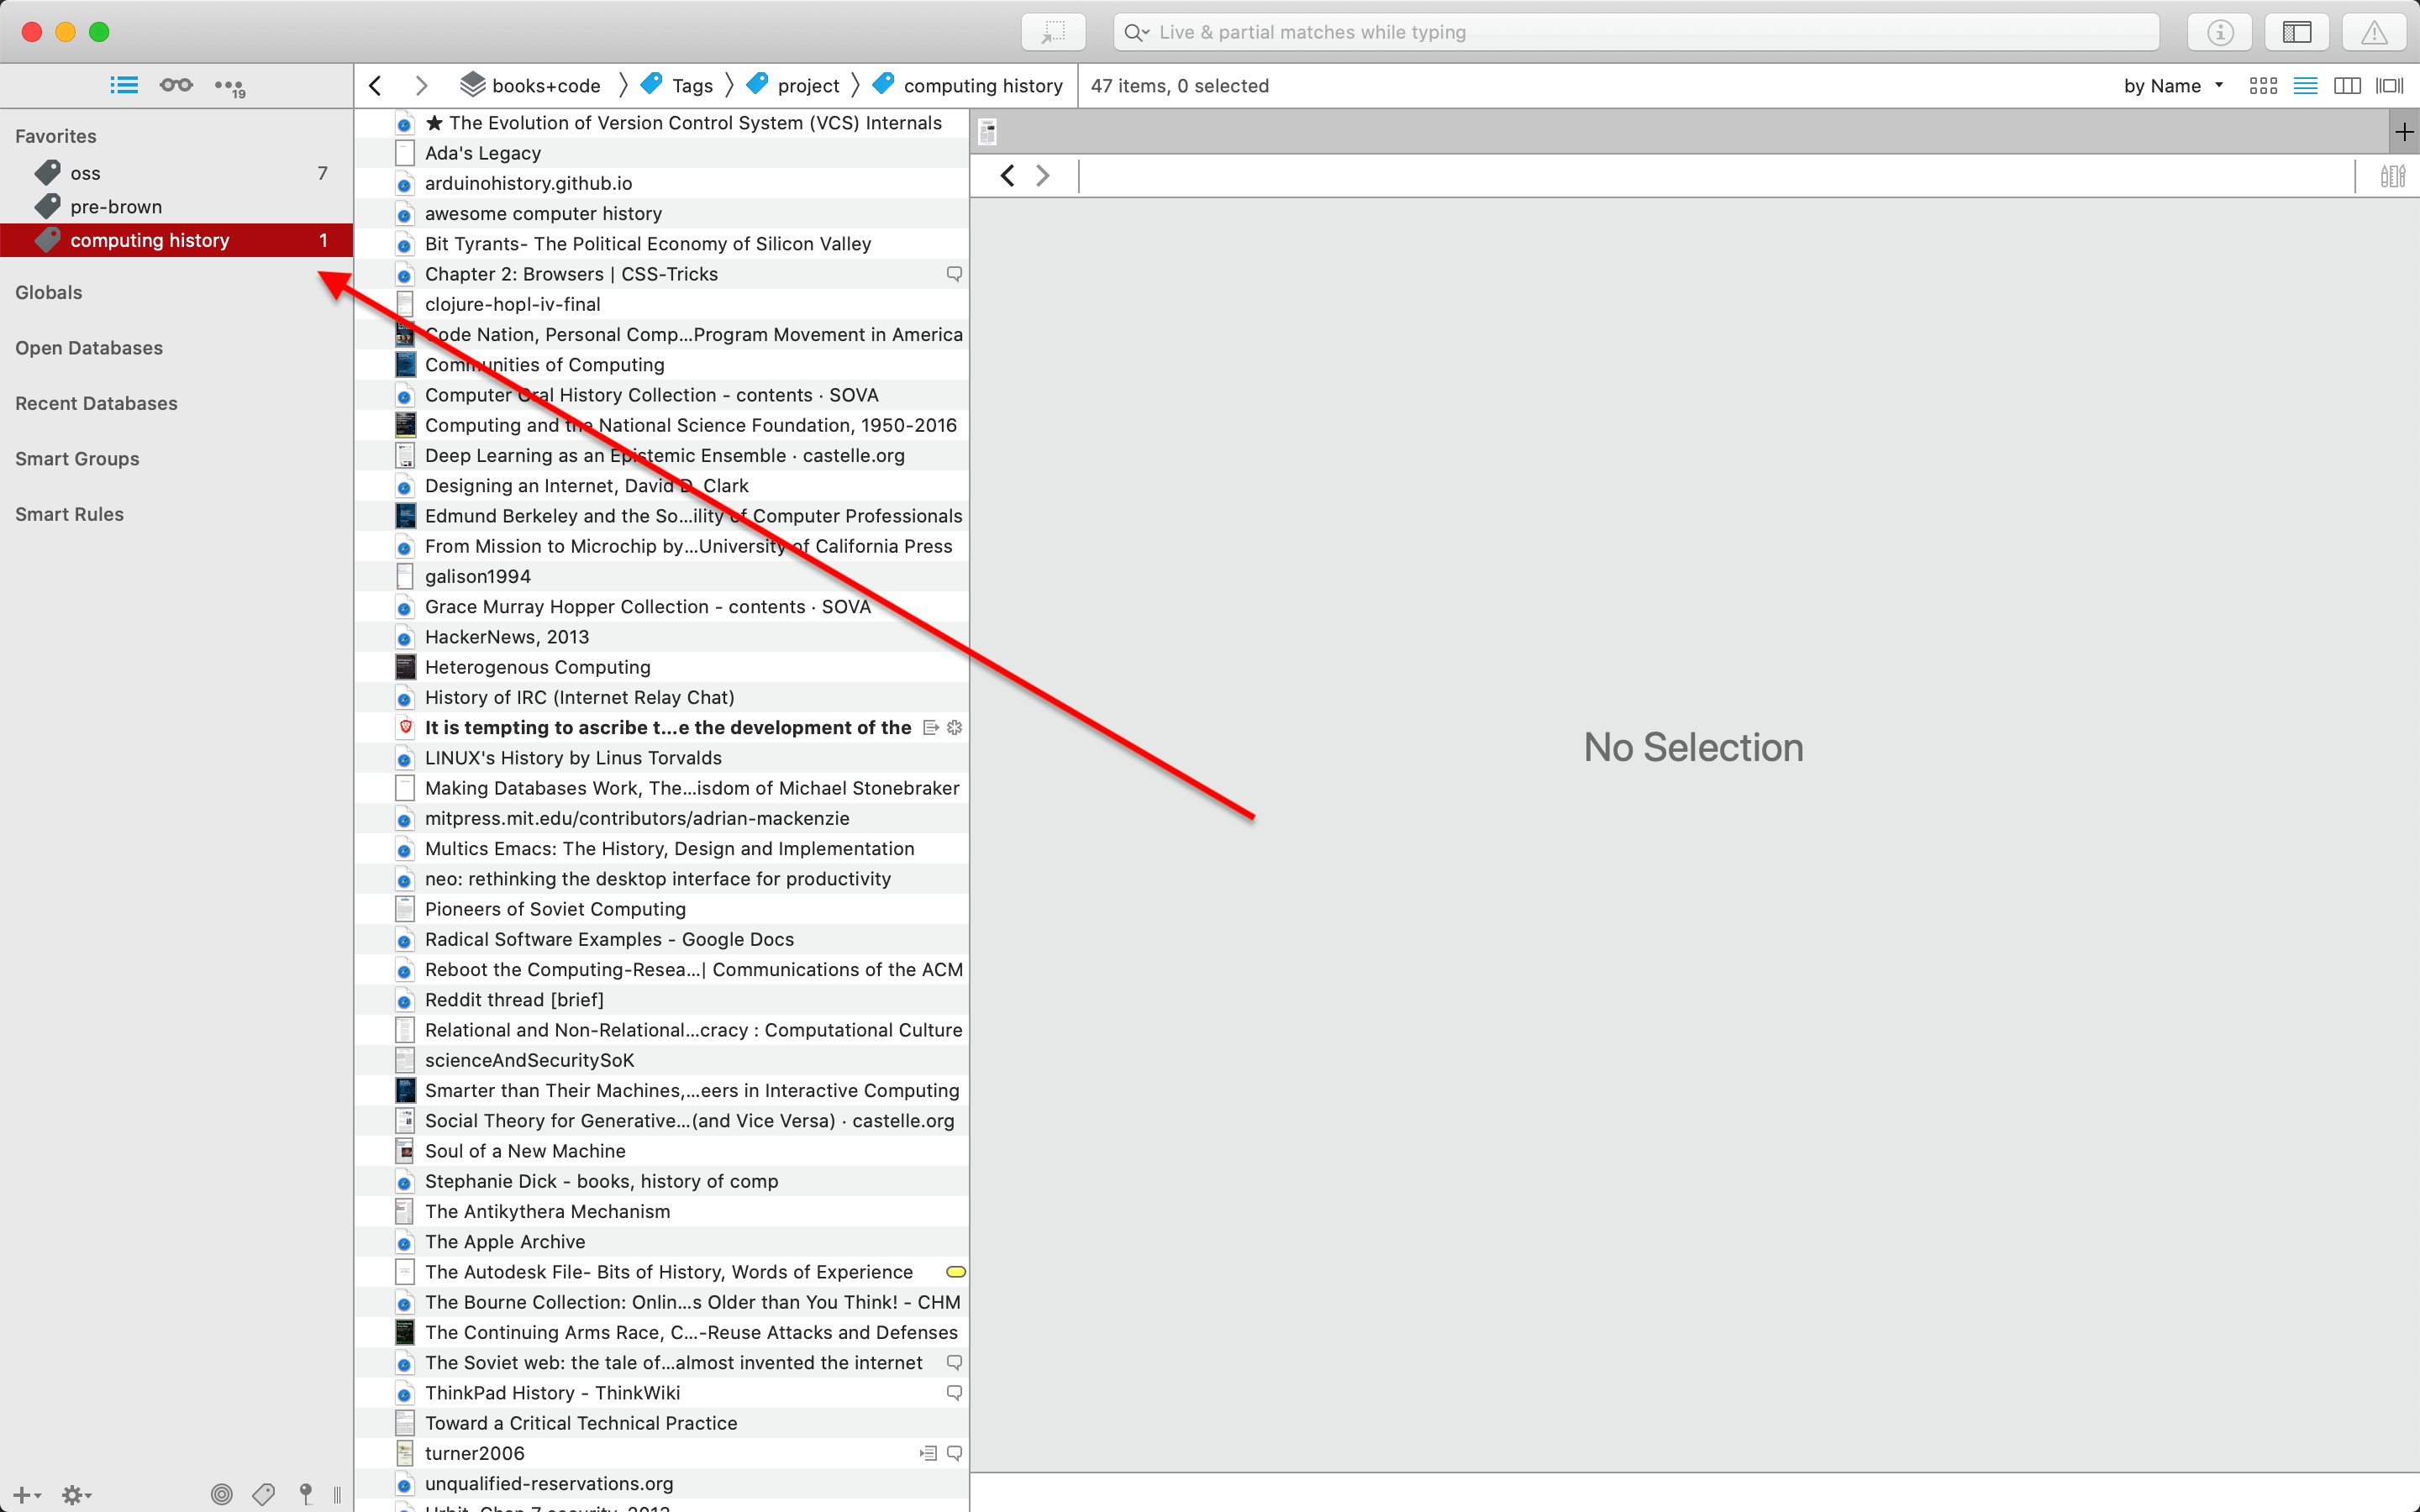 Live & partial matches while typing
19
books+code
Tags
project
computing history
47 items, 0 selected
by Name
Favorites
oss 7
pre-brown
computing history 1
Globals
Open Databases
Recent Databases
Smart Groups
Smart Rules
★ The Evolution of Version Control System (VCS) Internals
Ada's Legacy
arduinohistory.github.io
awesome computer history
Bit Tyrants- The Political Economy of Silicon Valley
Chapter 2: Browsers | CSS-Tricks
clojure-hopl-iv-final
Code Nation, Personal Comp...Program Movement in America
Communities of Computing
Computer Oral History Collection - contents · SOVA
Computing and the National Science Foundation, 1950-2016
Deep Learning as an Epistemic Ensemble · castelle.org
Designing an Internet, David D. Clark
Edmund Berkeley and the So...ility of Computer Professionals
From Mission to Microchip by...University of California Press
galison1994
Grace Murray Hopper Collection - contents · SOVA
HackerNews, 2013
Heterogenous Computing
History of IRC (Internet Relay Chat)
It is tempting to ascribe t...e the development of the
LINUX's History by Linus Torvalds
Making Databases Work, The...isdom of Michael Stonebraker
mitpress.mit.edu/contributors/adrian-mackenzie
Multics Emacs: The History, Design and Implementation
neo: rethinking the desktop interface for productivity
Pioneers of Soviet Computing
Radical Software Examples - Google Docs
Reboot the Computing-Resea...| Communications of the ACM
Reddit thread [brief]
Relational and Non-Relational...cracy : Computational Culture
scienceAndSecuritySoK
Smarter than Their Machines,...eers in Interactive Computing
Social Theory for Generative...(and Vice Versa) · castelle.org
Soul of a New Machine
Stephanie Dick - books, history of comp
The Antikythera Mechanism
The Apple Archive
The Autodesk File- Bits of History, Words of Experience
The Bourne Collection: Onlin...s Older than You Think! - CHM
The Continuing Arms Race, C...-Reuse Attacks and Defenses
The Soviet web: the tale of...almost invented the internet
ThinkPad History - ThinkWiki
Toward a Critical Technical Practice
turner2006
unqualified-reservations.org
No Selection